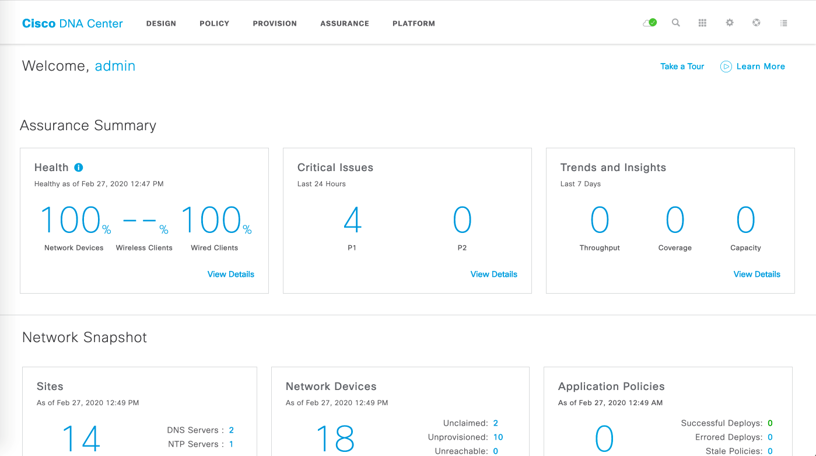 Cisco DNA Center DESIGN POLICY PROVISION ASSURANCE PLATFORM
Welcome, admin
Take a Tour Learn More
Assurance Summary
Health
Healthy as of Feb 27, 2020 12:47 PM
100% --% 100%
Network Devices Wireless Clients Wired Clients
View Details
Critical Issues
Last 24 Hours
4 0
P1 P2
View Details
Trends and Insights
Last 7 Days
0 0 0
Throughput Coverage Capacity
View Details
Network Snapshot
Sites
As of Feb 27, 2020 12:49 PM
14
DNS Servers : 2
NTP Servers : 1
Network Devices
As of Feb 27, 2020 12:49 PM
18
Unclaimed: 2
Unprovisioned: 10
Unreachable: 0
Application Policies
As of Feb 27, 2020 12:49 AM
0
Successful Deploys: 0
Errored Deploys: 0
Stale Policies: 0